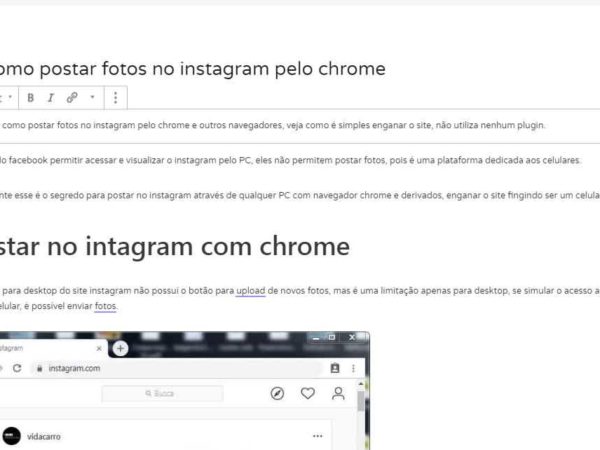 omo postar fotos no instagram pelo chrome
B I
como postar fotos no instagram pelo chrome e outros navegadores, veja como é simples enganar o site, não utiliza nenhum plugin.
do facebook permitir acessar e visualizar o instagram pelo PC, eles não permitem postar fotos, pois é uma plataforma dedicada aos celulares.
nte esse é o segredo para postar no instagram através de qualquer PC com navegador chrome e derivados, enganar o site fingindo ser um celula
star no intagram com chrome
para desktop do site instagram não possui o botão para upload de novos fotos, mas é uma limitação apenas para desktop, se simular o acesso a
elular, é possível enviar fotos.
stagram
instagram.com
Busca
vidacarro